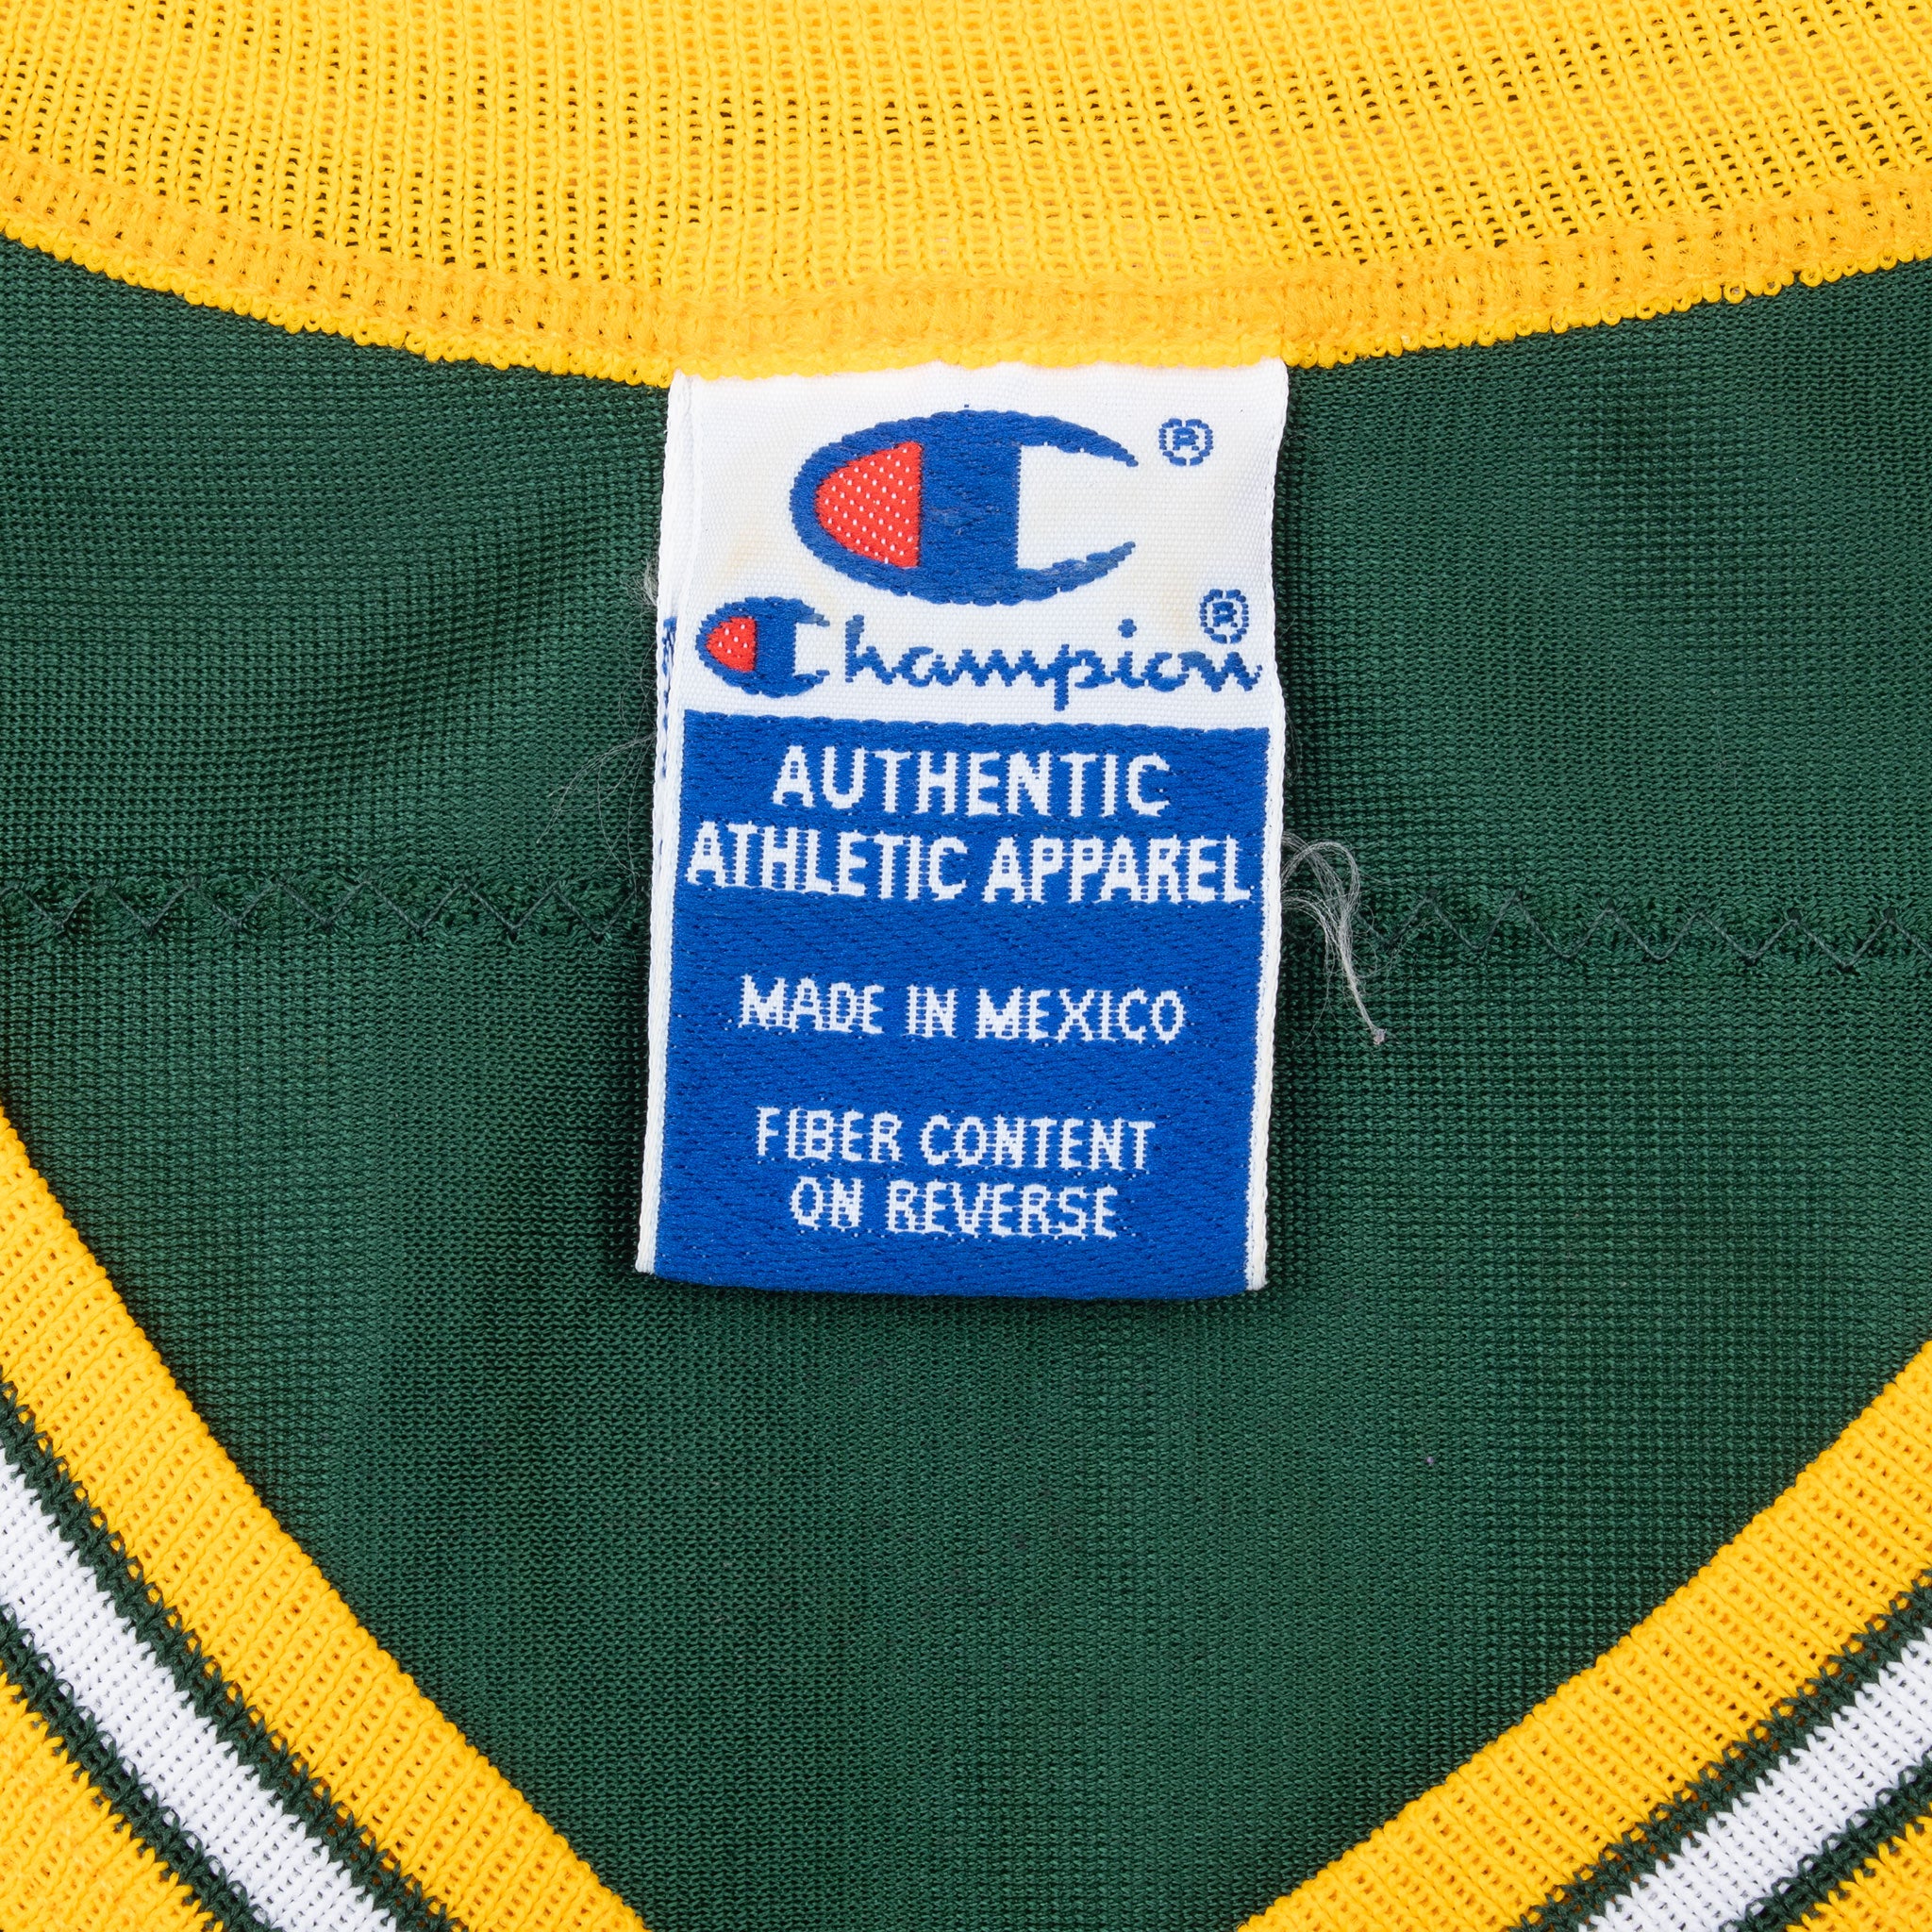 ®
Champion®
AUTHENTIC
ATHLETIC APPAREL
MADE IN MEXICO
FIBER CONTENT
ON REVERSE